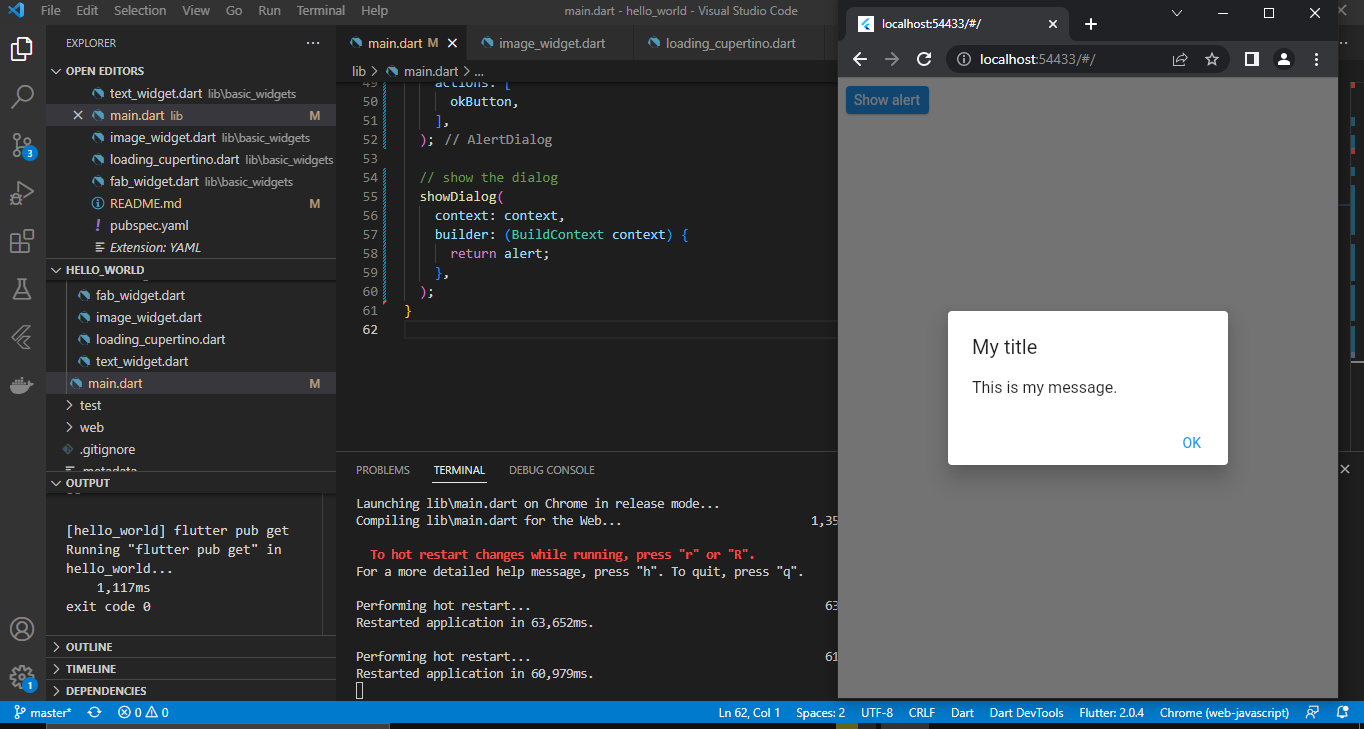 File Edit Selection View Go Run Terminal Help
main.dart - hello_world - Visual Studio Code
EXPLORER
OPEN EDITORS
text_widget.dart lib\basic_widgets
main.dart lib M
image_widget.dart lib\basic_widgets
loading_cupertino.dart lib\basic_widgets
fab_widget.dart lib\basic_widgets
README.md M
pubspec.yaml
Extension: YAML
HELLO_WORLD
fab_widget.dart
image_widget.dart
loading_cupertino.dart
text_widget.dart
main.dart M
test
web
.gitignore
.metadata
OUTPUT
[hello_world] flutter pub get
Running "flutter pub get" in
hello_world...
1,117ms
exit code 0
OUTLINE
TIMELINE
DEPENDENCIES
3
1
main.dart M image_widget.dart loading_cupertino.dart
lib > main.dart > ...
49 actions: [
50 okButton,
51 ],
52 ); // AlertDialog
53
54 // show the dialog
55 showDialog(
56 context: context,
57 builder: (BuildContext context) {
58 return alert;
59 },
60 );
61 }
62
PROBLEMS TERMINAL DEBUG CONSOLE
Launching lib\main.dart on Chrome in release mode...
Compiling lib\main.dart for the Web... 1,35
To hot restart changes while running, press "r" or "R".
For a more detailed help message, press "h". To quit, press "q".
Performing hot restart... 63
Restarted application in 63,652ms.
Performing hot restart... 61
Restarted application in 60,979ms.
localhost:54433/#/
localhost:54433/#/
Show alert
My title
This is my message.
OK
master* 0 0 Ln 62, Col 1 Spaces: 2 UTF-8 CRLF Dart Dart DevTools Flutter: 2.0.4 Chrome (web-javascript)